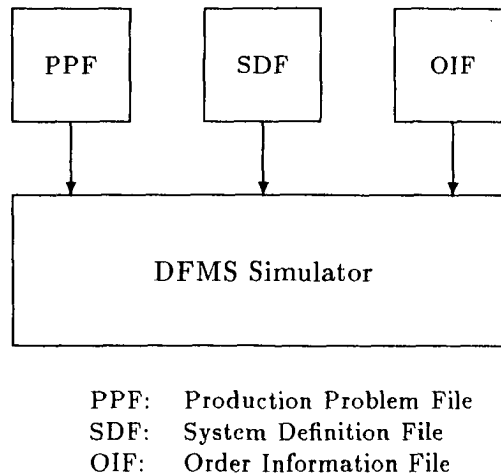 PPF SDF OIF
DFMS Simulator
PPF: Production Problem File
SDF: System Definition File
OIF: Order Information File